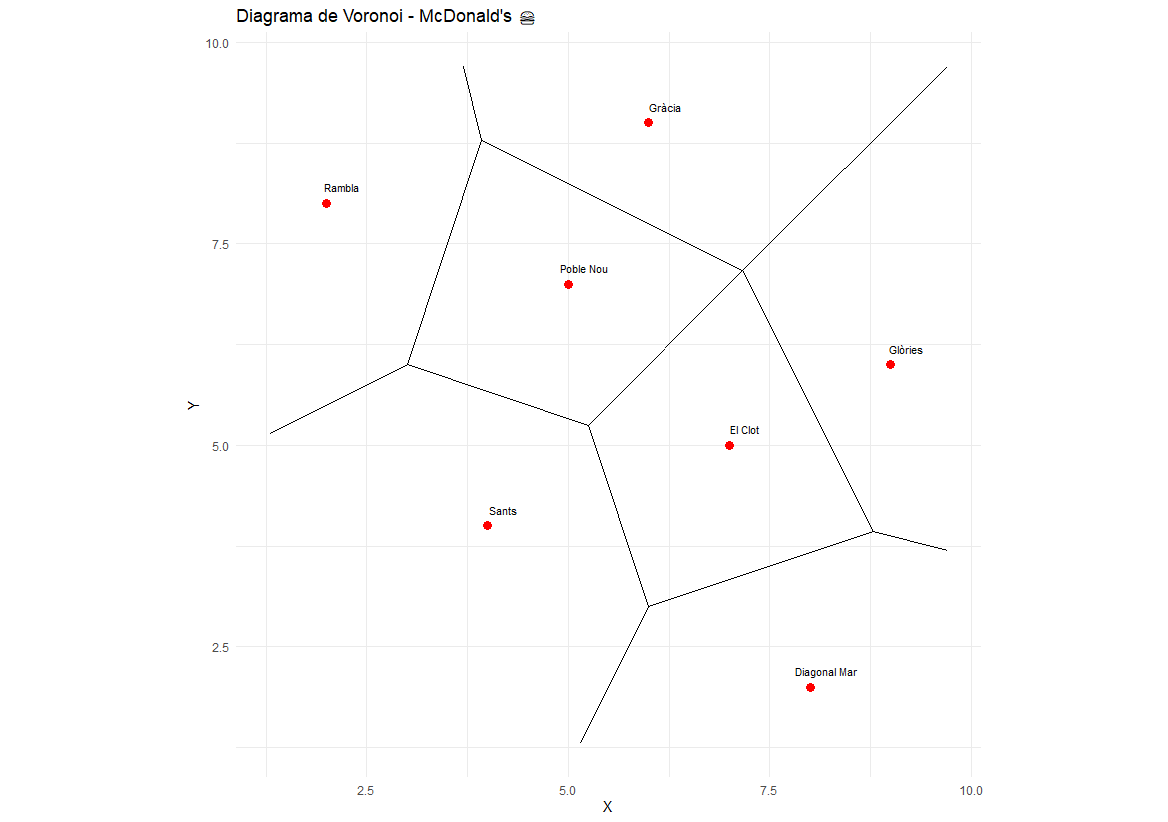 Diagrama de Voronoi - McDonald's 🍔
10.0
Gràcia
Rambla
7.5
Poble Nou
Glòries
Y
5.0
El Clot
Sants
2.5
Diagonal Mar
2.5 5.0 7.5 10.0
X